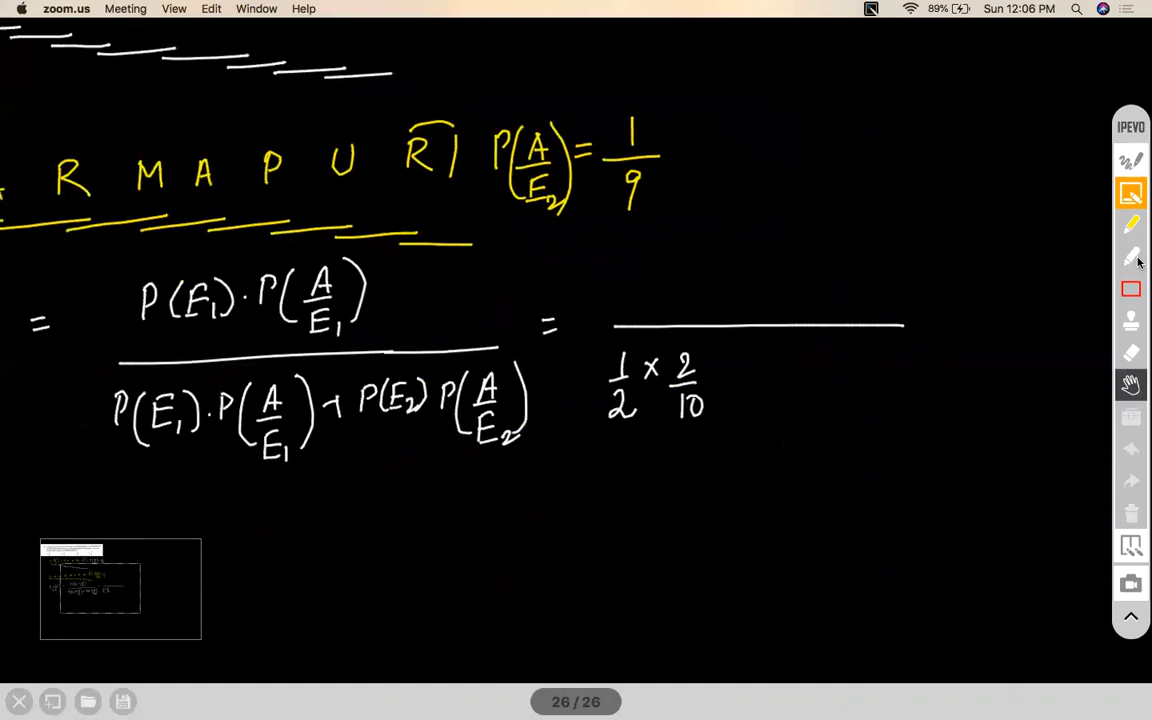 zoom.us Meeting View Edit Window Help 89% Sun 12:06 PM
IPEVO
R M A P U R I P(A/E₂) = 1/9
= P(E₁)·P(A/E₁) / P(E₁)·P(A/E₁) + P(E₂) P(A/E₂) =
1/2 × 2/10
26 / 26